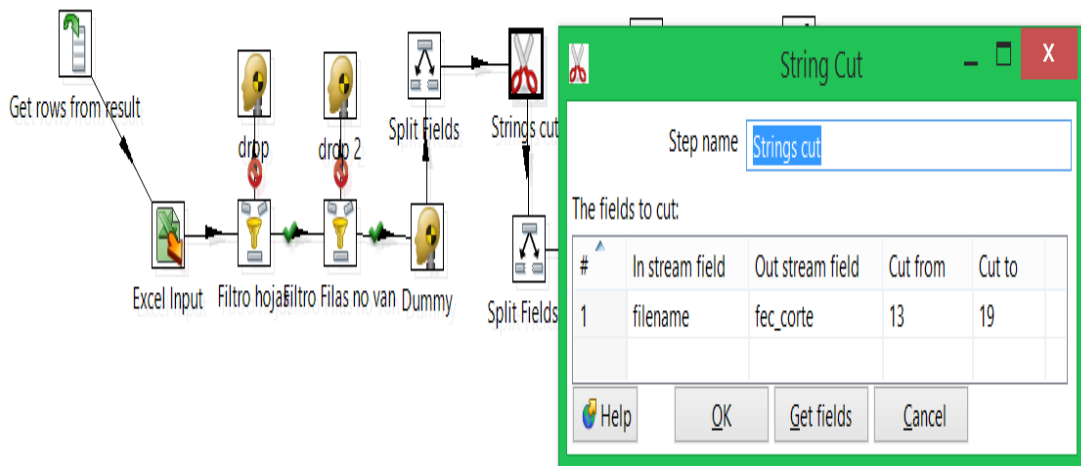 Get rows from result
drop
drop 2
Split Fields
Strings cut
Excel Input
Filtro hojas
Filtro Filas no van
Dummy
Split Fields
String Cut
X
Step name
Strings cut
The fields to cut:
# In stream field Out stream field Cut from Cut to
1 filename fec_corte 13 19
Help OK Get fields Cancel